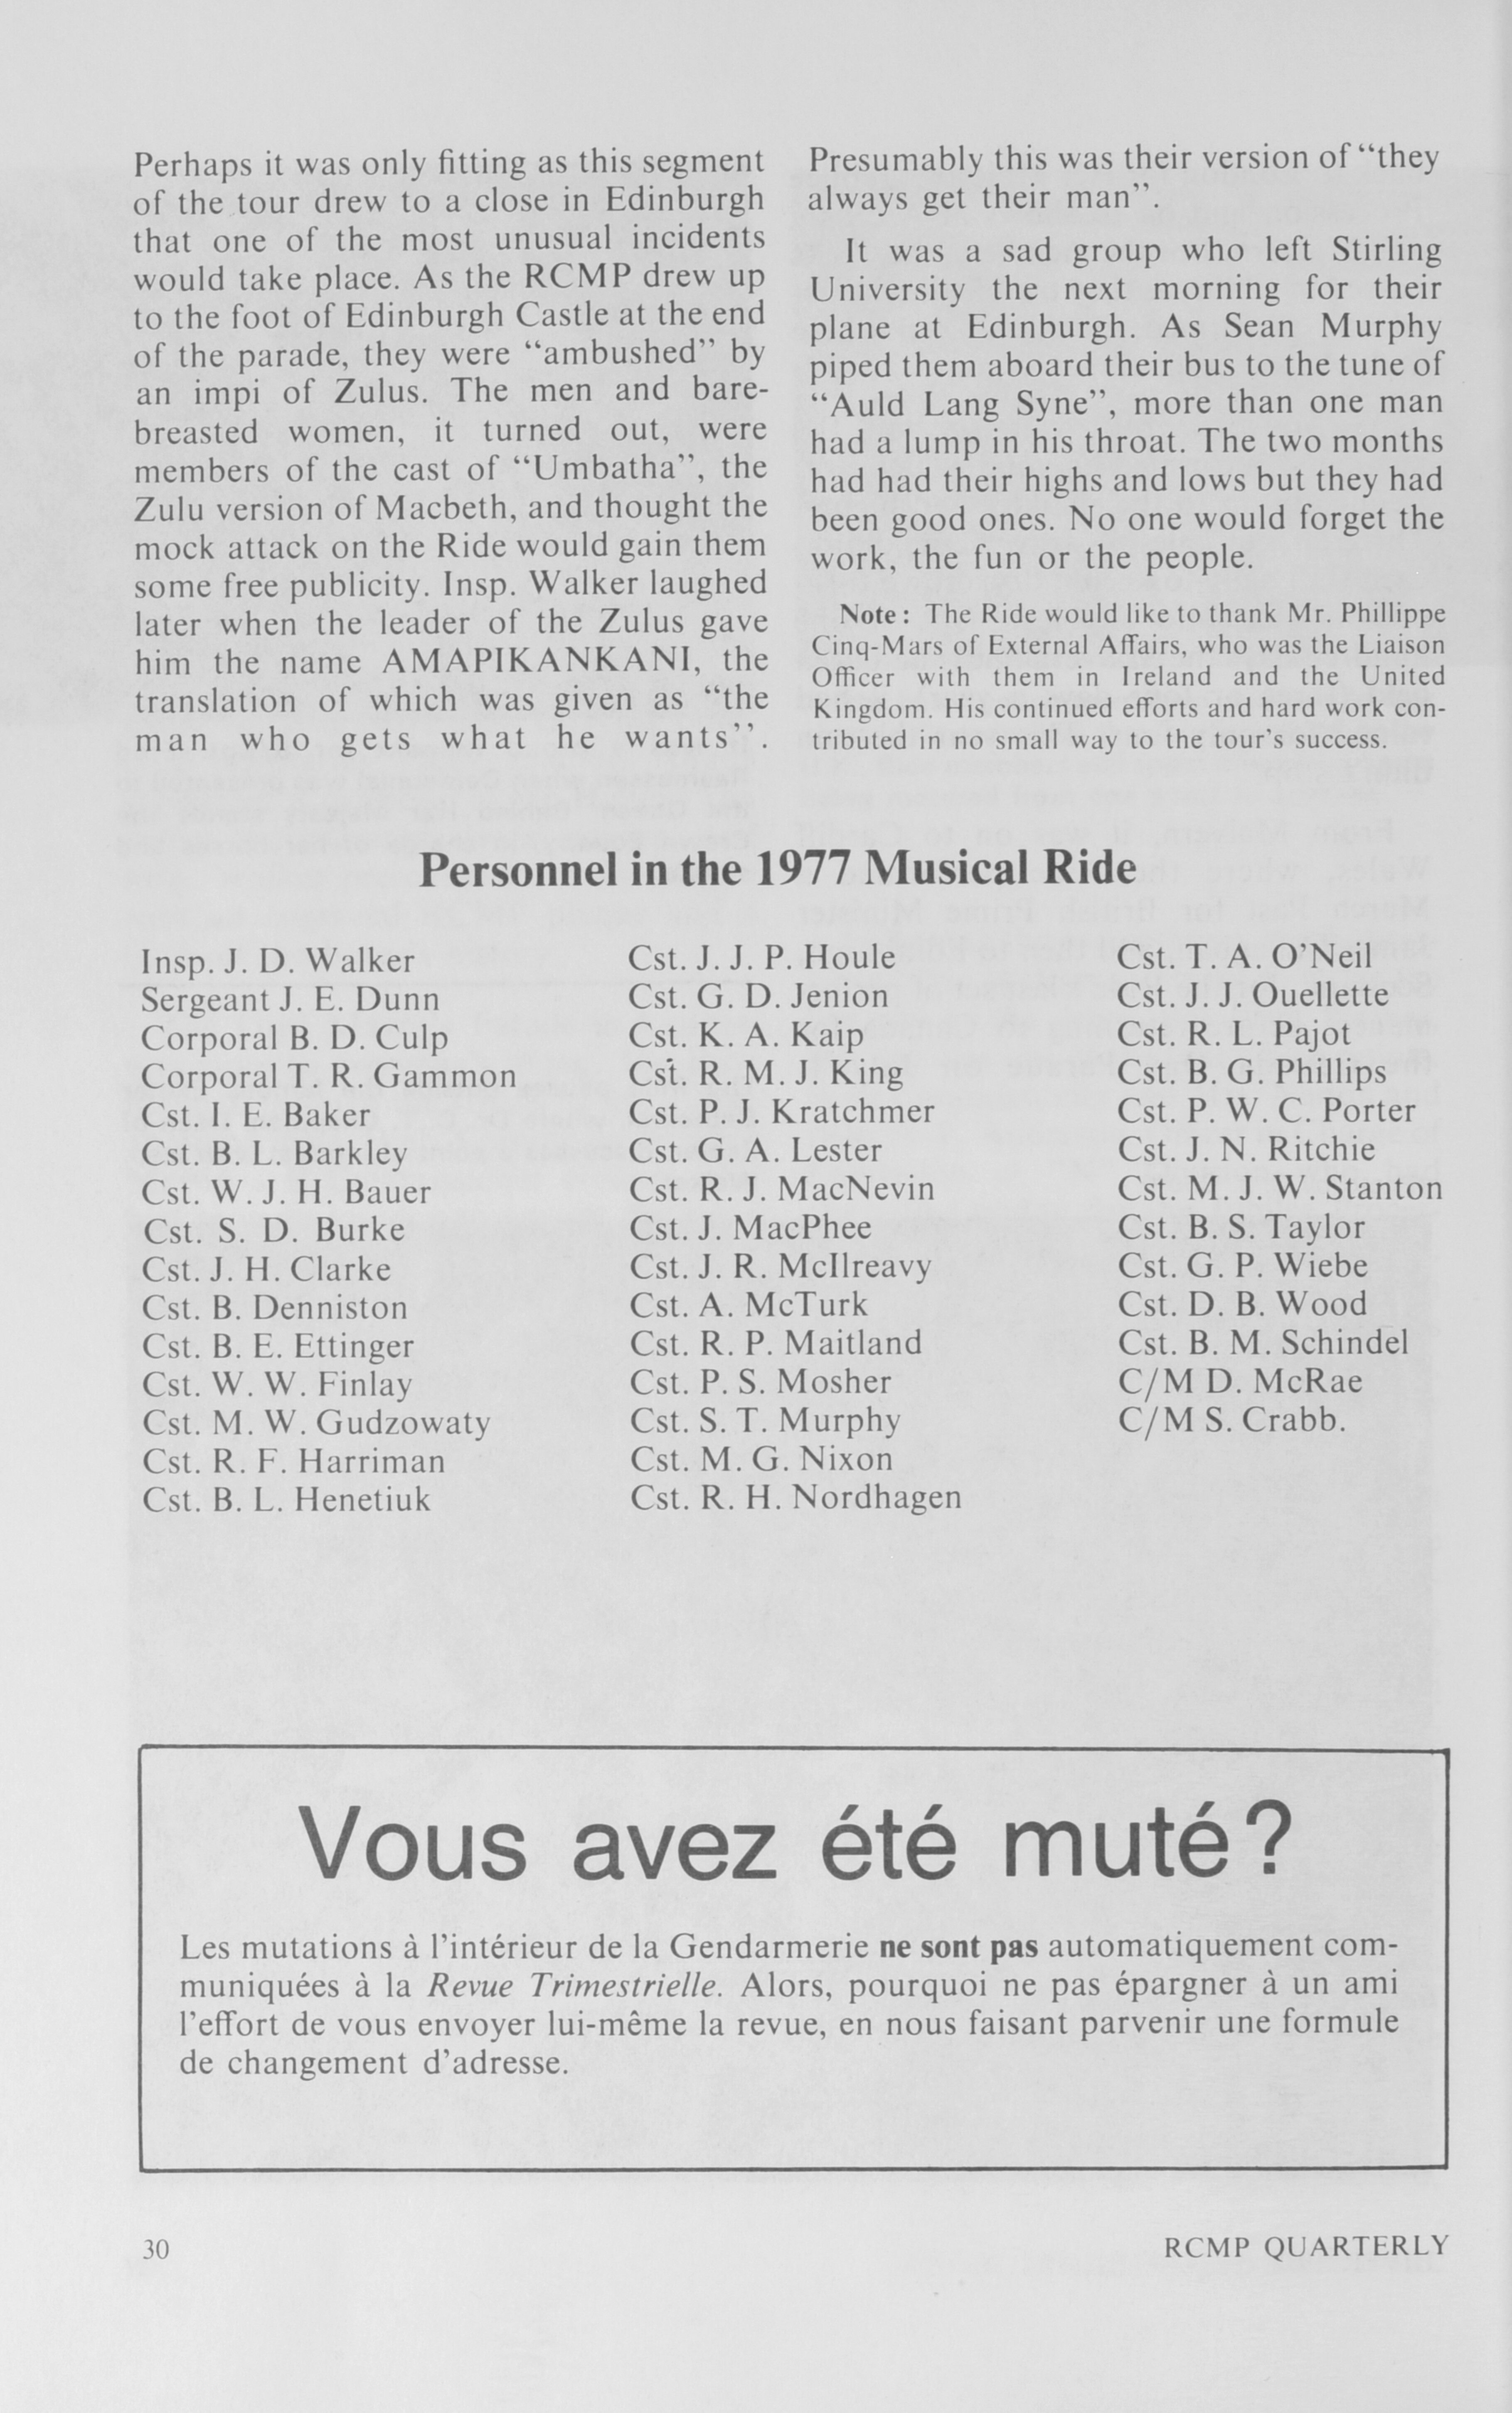 Perhaps it was only fitting as this segment
of the tour drew to a close in Edinburgh
that one of the most unusual incidents
would take place. As the RCMP drew up
to the foot of Edinburgh Castle at the end
of the parade, they were “ambushed” by
an impi of Zulus. The men and bare-
breasted women, it turned out, were
members of the cast of “Umbatha”, the
Zulu version of Macbeth, and thought the
mock attack on the Ride would gain them
some free publicity. Insp. Walker laughed
later when the leader of the Zulus gave
him the name AMAPIKANKANI, the
translation of which was given as “the
man who gets what he wants”.
Presumably this was their version of “they
always get their man”.
It was a sad group who left Stirling
University the next morning for their
plane at Edinburgh. As Sean Murphy
piped them aboard their bus to the tune of
“Auld Lang Syne”, more than one man
had a lump in his throat. The two months
had had their highs and lows but they had
been good ones. No one would forget the
work, the fun or the people.
Note: The Ride would like to thank Mr. Phillippe
Cinq-Mars of External Affairs, who was the Liaison
Officer with them in Ireland and the United
Kingdom. His continued efforts and hard work con-
tributed in no small way to the tour’s success.
Personnel in the 1977 Musical Ride
Insp. J. D. Walker
Sergeant J. E. Dunn
Corporal B. D. Culp
Corporal T. R. Gammon
Cst. I. E. Baker
Cst. B. L. Barkley
Cst. W. J. H. Bauer
Cst. S. D. Burke
Cst. J. H. Clarke
Cst. B. Denniston
Cst. B. E. Ettinger
Cst. W. W. Finlay
Cst. M. W. Gudzowaty
Cst. R. F. Harriman
Cst. B. L. Henetiuk
Cst. J. J. P. Houle
Cst. G. D. Jenion
Cst. K. A. Kaip
Cst. R. M. J. King
Cst. P. J. Kratchmer
Cst. G. A. Lester
Cst. R. J. MacNevin
Cst. J. MacPhee
Cst. J. R. McIlreavy
Cst. A. McTurk
Cst. R. P. Maitland
Cst. P. S. Mosher
Cst. S. T. Murphy
Cst. M. G. Nixon
Cst. R. H. Nordhagen
Cst. T. A. O’Neil
Cst. J. J. Ouellette
Cst. R. L. Pajot
Cst. B. G. Phillips
Cst. P. W. C. Porter
Cst. J. N. Ritchie
Cst. M. J. W. Stanton
Cst. B. S. Taylor
Cst. G. P. Wiebe
Cst. D. B. Wood
Cst. B. M. Schindel
C/M D. McRae
C/M S. Crabb.
Vous avez été muté?
Les mutations à l’intérieur de la Gendarmerie ne sont pas automatiquement com-
muniquées à la Revue Trimestrielle. Alors, pourquoi ne pas épargner à un ami
l’effort de vous envoyer lui-même la revue, en nous faisant parvenir une formule
de changement d’adresse.
30
RCMP QUARTERLY